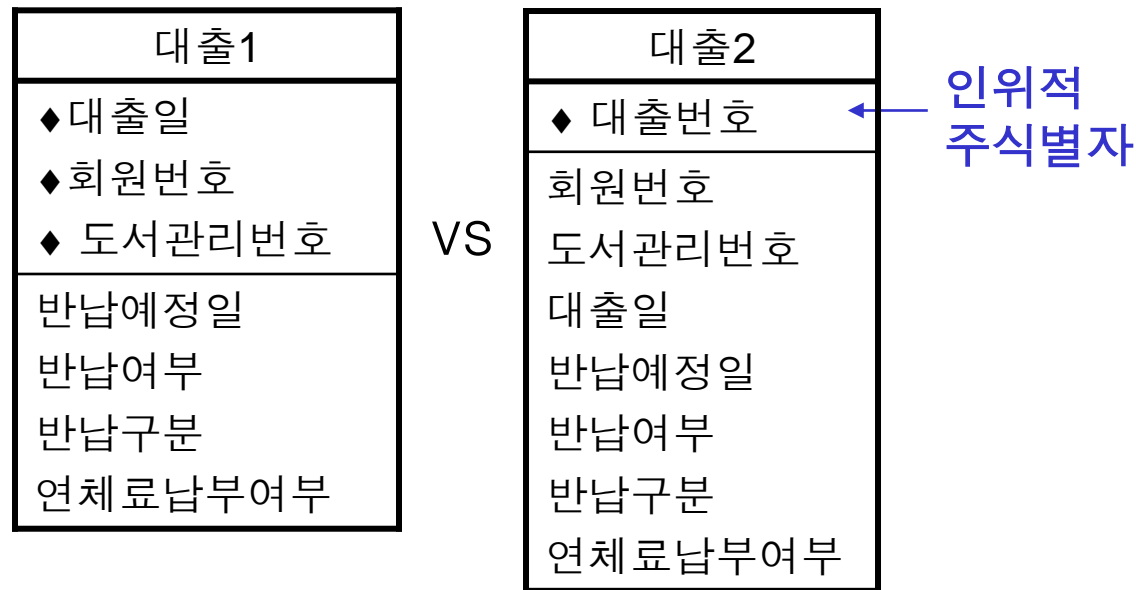 대출1
♦대출일
♦회원번호
♦ 도서관리번호
반납예정일
반납여부
반납구분
연체료납부여부
VS
대출2
♦ 대출번호
회원번호
도서관리번호
대출일
반납예정일
반납여부
반납구분
연체료납부여부
인위적
주식별자